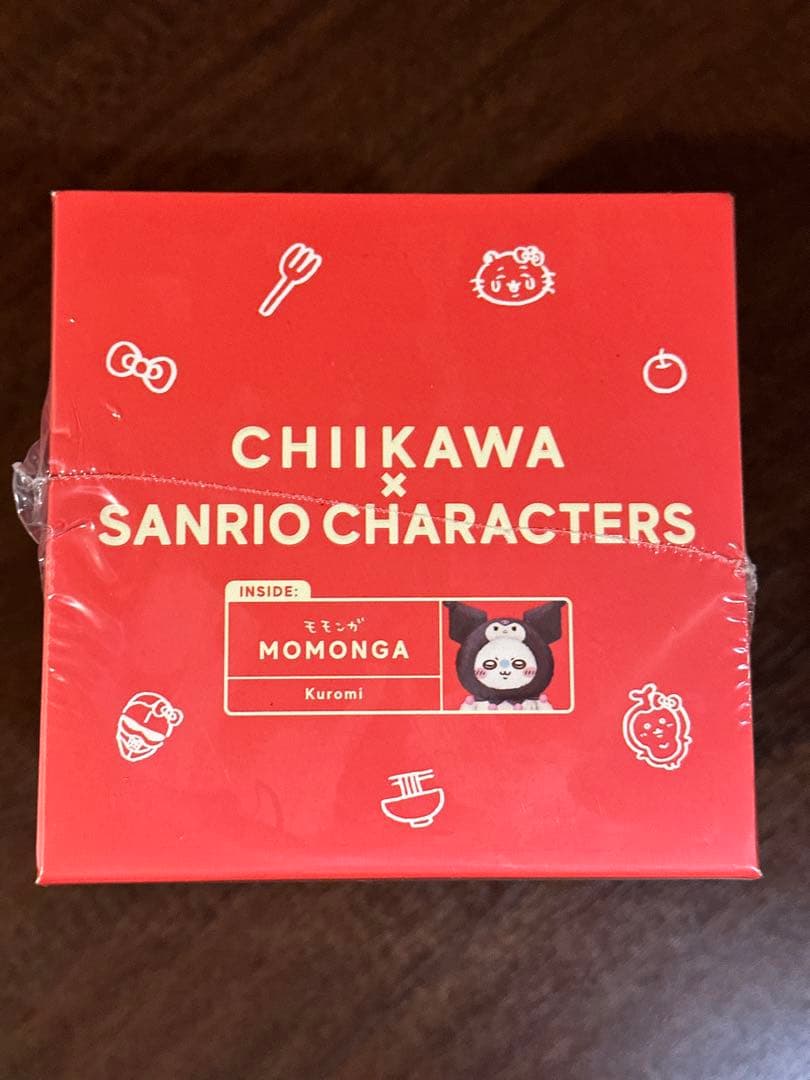 CHIIKAWA
×
SANRIO CHARACTERS
INSIDE:
モモンガ
MOMONGA
Kuromi